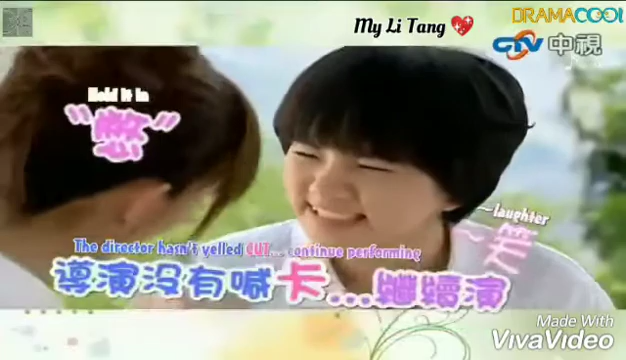 My Li Tang 💖
DRAMACOOL
CTV 中視
Hold it in
"憋"
~laughter
~笑
The director hasn't yelled CUT... continue performing
導演沒有喊卡...繼續演
Made With
VivaVideo